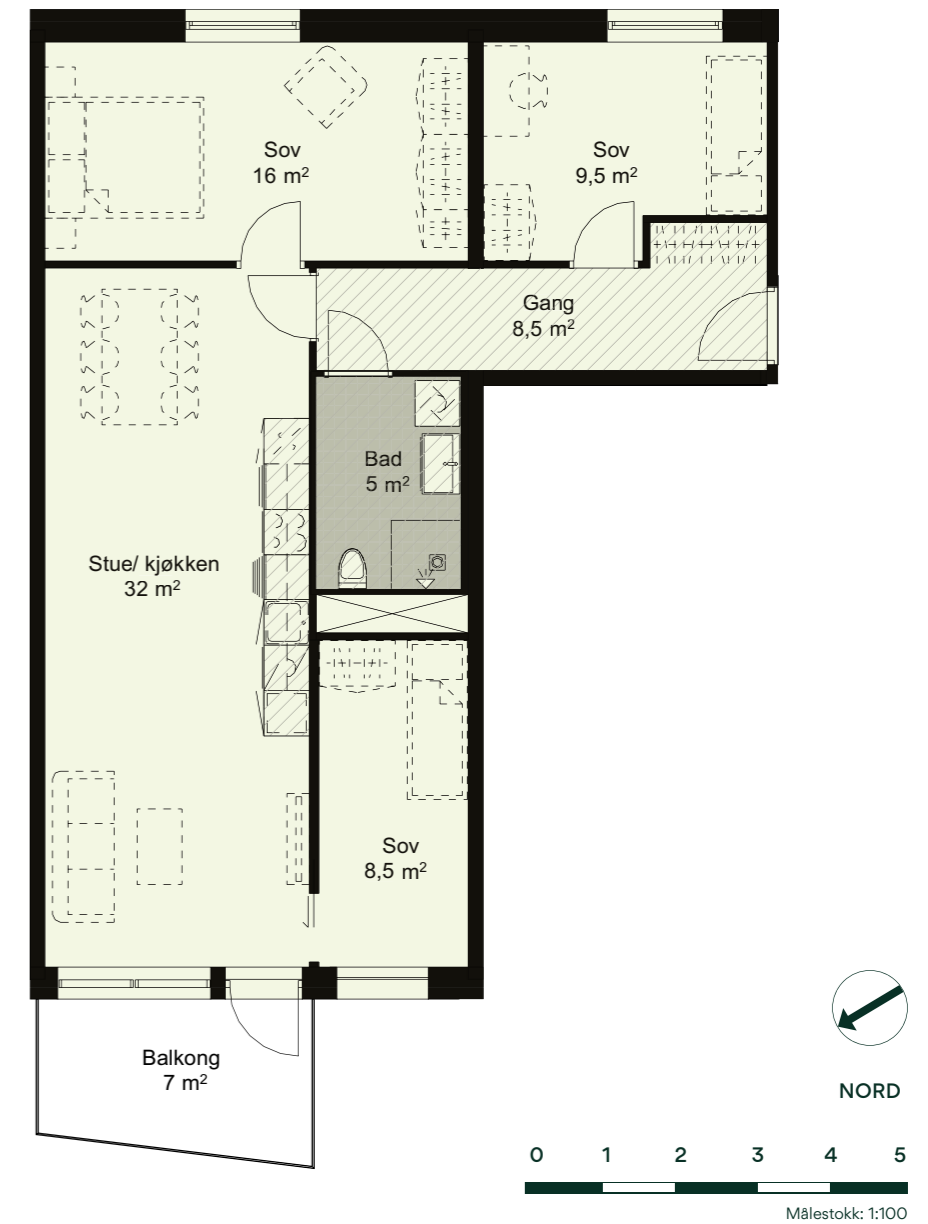 Sov
16 m²
Sov
9,5 m²
Gang
8,5 m²
Bad
5 m²
Stue/ kjøkken
32 m²
Sov
8,5 m²
Balkong
7 m²
NORD
0 1 2 3 4 5
Målestokk: 1:100